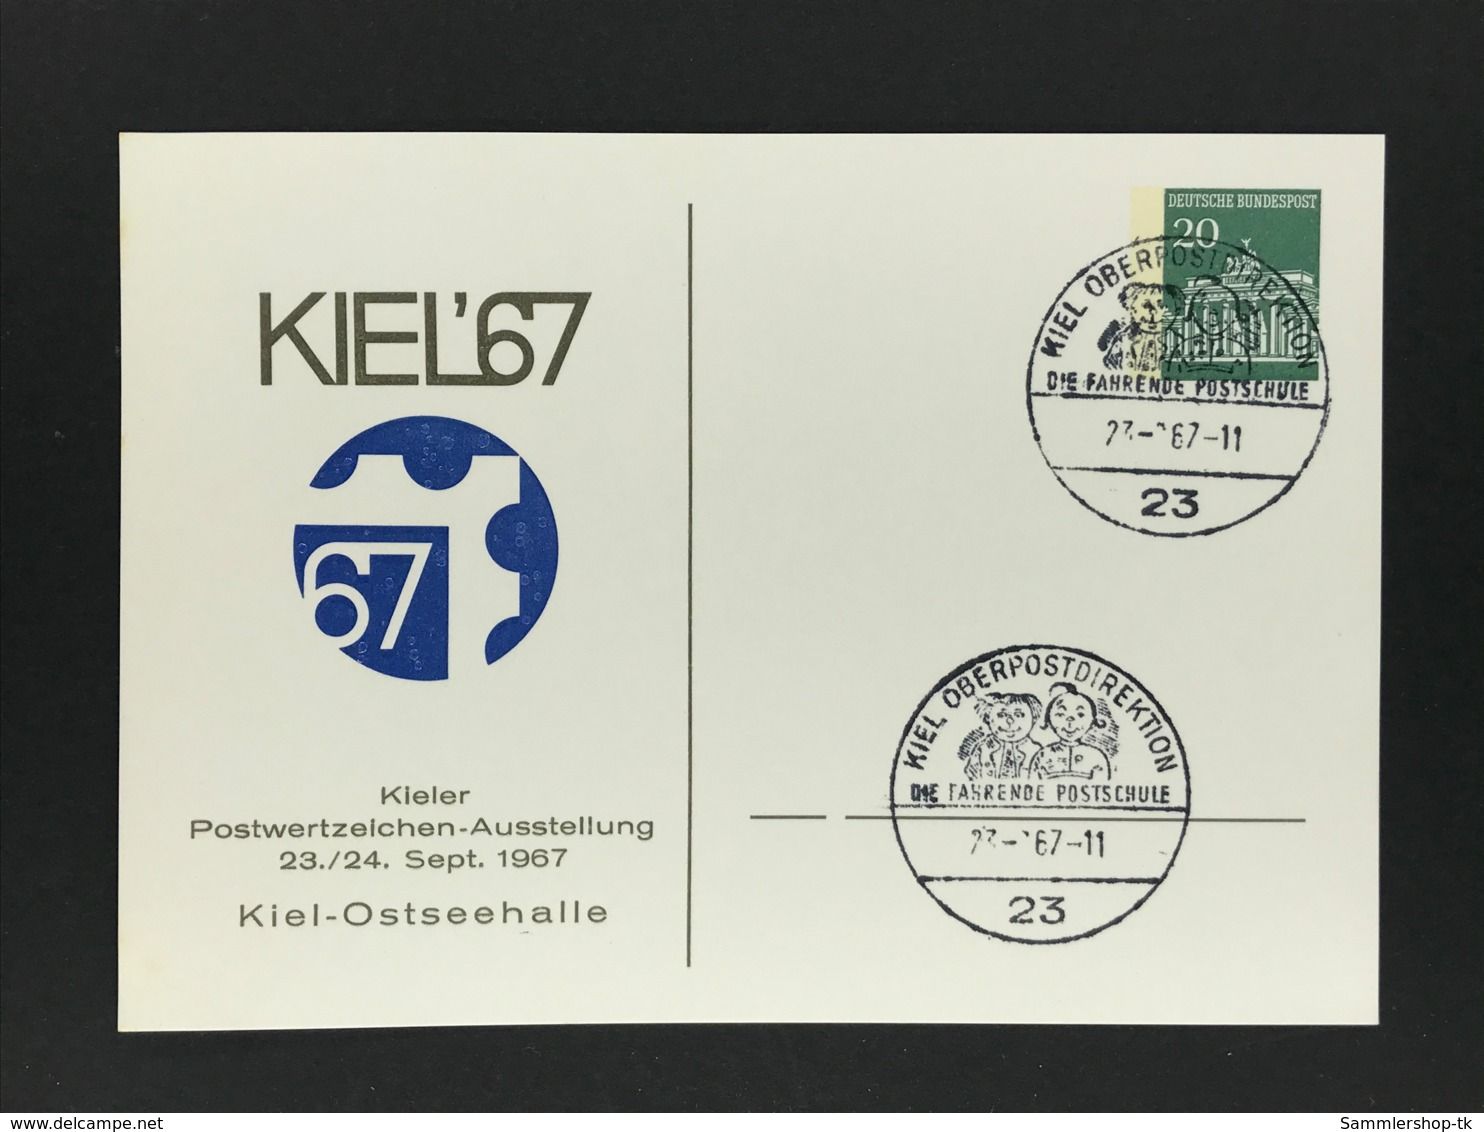 KIEL'67
67
Kieler
Postwertzeichen-Ausstellung
23./24. Sept. 1967
Kiel-Ostseehalle
DEUTSCHE BUNDESPOST
20
KIEL OBERPOSTDIREKTION
DIE FAHRENDE POSTSCHULE
67-11
23
KIEL OBERPOSTDIREKTION
DIE FAHRENDE POSTSCHULE
67-11
23
delcampe.net
Sammlershop-tk